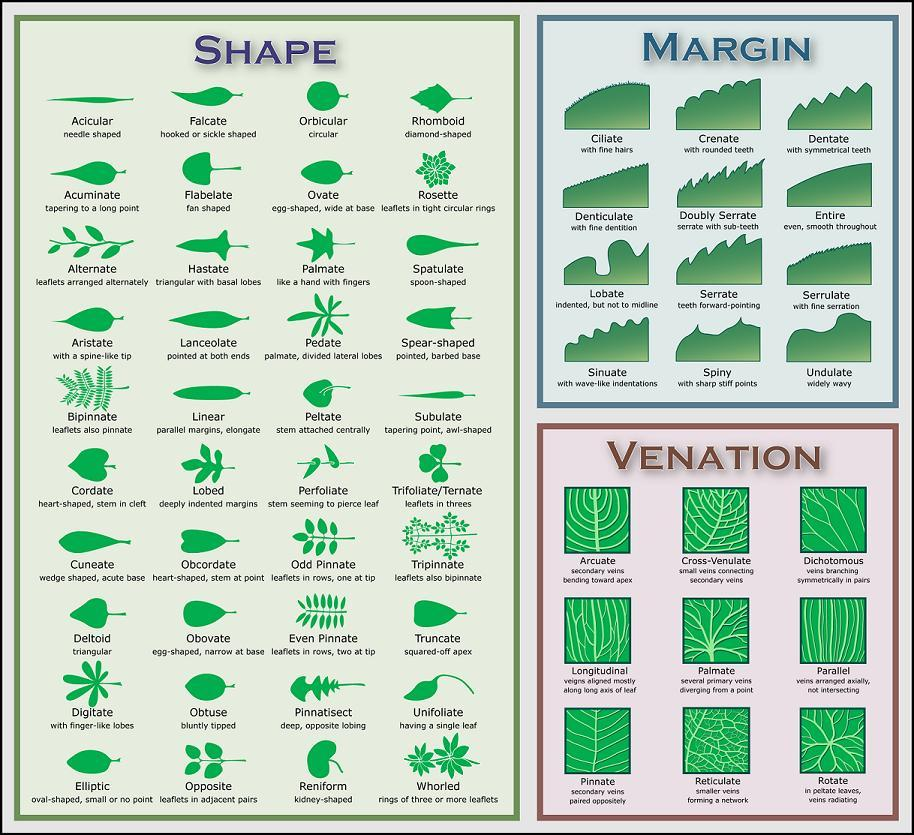 SHAPE
Acicular
needle shaped
Falcate
hooked or sickle shaped
Orbicular
circular
Rhomboid
diamond-shaped
Acuminate
tapering to a long point
Flabelate
fan shaped
Ovate
egg-shaped, wide at base
Rosette
leaflets in tight circular rings
Alternate
leaflets arranged alternately
Hastate
triangular with basal lobes
Palmate
like a hand with fingers
Spatulate
spoon-shaped
Aristate
with a spine-like tip
Lanceolate
pointed at both ends
Pedate
palmate, divided lateral lobes
Spear-shaped
pointed, barbed base
Bipinnate
leaflets also pinnate
Linear
parallel margins, elongate
Peltate
stem attached centrally
Subulate
tapering point, awl-shaped
Cordate
heart-shaped, stem in cleft
Lobed
deeply indented margins
Perfoliate
stem seeming to pierce leaf
Trifoliate/Ternate
leaflets in threes
Cuneate
wedge shaped, acute base
Obcordate
heart-shaped, stem at point
Odd Pinnate
leaflets in rows, one at tip
Tripinnate
leaflets also bipinnate
Deltoid
triangular
Obovate
egg-shaped, narrow at base
Even Pinnate
leaflets in rows, two at tip
Truncate
squared-off apex
Digitate
with finger-like lobes
Obtuse
bluntly tipped
Pinnatisect
deep, opposite lobing
Unifoliate
having a single leaf
Elliptic
oval-shaped, small or no point
Opposite
leaflets in adjacent pairs
Reniform
kidney-shaped
Whorled
rings of three or more leaflets
MARGIN
Ciliate
with fine hairs
Crenate
with rounded teeth
Dentate
with symmetrical teeth
Denticulate
with fine dentition
Doubly Serrate
serrate with sub-teeth
Entire
even, smooth throughout
Lobate
indented, but not to midline
Serrate
teeth forward-pointing
Serrulate
with fine serration
Sinuate
with wave-like indentations
Spiny
with sharp stiff points
Undulate
widely wavy
VENATION
Arcuate
secondary veins
bending toward apex
Cross-Venulate
small veins connecting
secondary veins
Dichotomous
veins branching
symmetrically in pairs
Longitudinal
veigns aligned mostly
along long axis of leaf
Palmate
several primary veins
diverging from a point
Parallel
veins arranged axially,
not intersecting
Pinnate
secondary veins
paired oppositely
Reticulate
smaller veins
forming a network
Rotate
in peltate leaves,
veins radiating